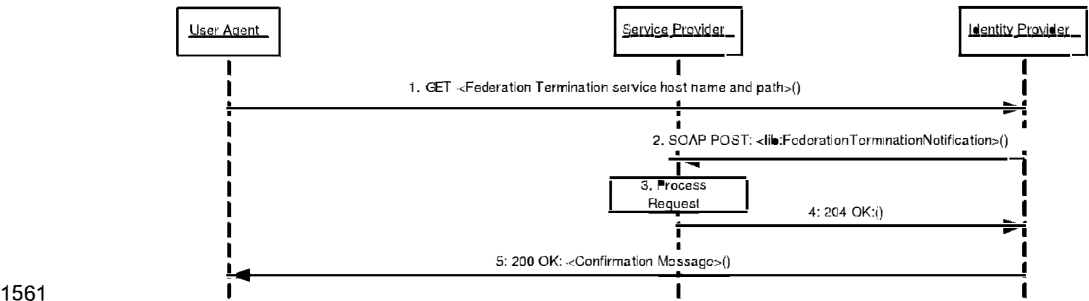 User Agent
Service Provider
Identity Provider
1. GET <Federation Termination service host name and path>()
2. SOAP POST: <lib:FederationTerminationNotification>()
3. Process
Request
4: 204 OK:()
5: 200 OK: <Confirmation Message>()
1561